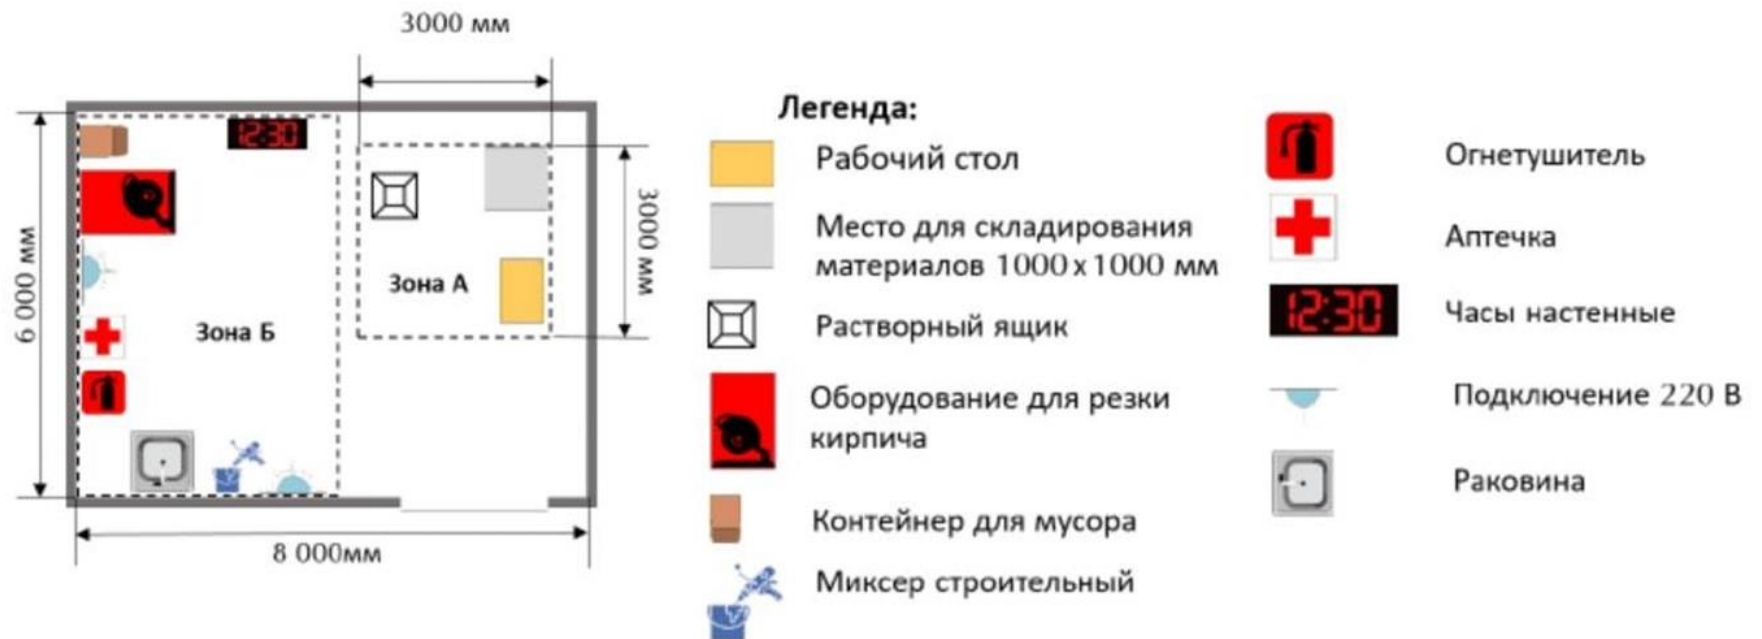 3000 мм
12:30
6 000 мм
3000 мм
Зона А
Зона Б
8 000мм
Легенда:
Рабочий стол
Место для складирования
материалов 1000х1000 мм
Растворный ящик
Оборудование для резки
кирпича
Контейнер для мусора
Миксер строительный
Огнетушитель
Аптечка
12:30
Часы настенные
Подключение 220 В
Раковина